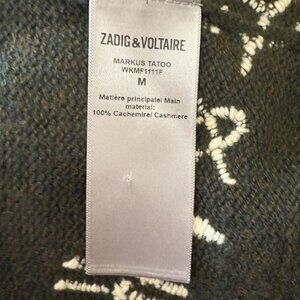 ZADIG & VOLTAIRE
MARKUS TATOO
WKMF1111F
M
Matière principale/ Main
material:
100% Cachemire/ Cashmere